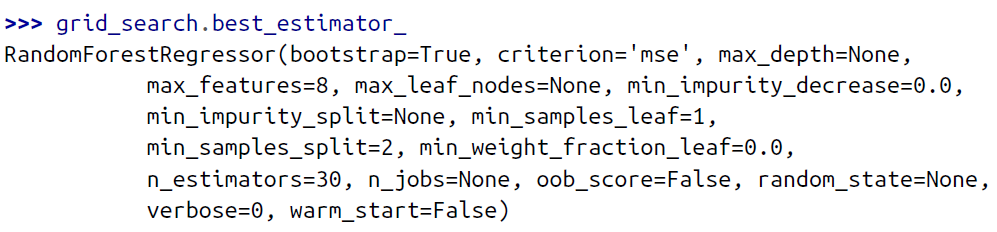 >>> grid_search.best_estimator_
RandomForestRegressor(bootstrap=True, criterion='mse', max_depth=None,
max_features=8, max_leaf_nodes=None, min_impurity_decrease=0.0,
min_impurity_split=None, min_samples_leaf=1,
min_samples_split=2, min_weight_fraction_leaf=0.0,
n_estimators=30, n_jobs=None, oob_score=False, random_state=None,
verbose=0, warm_start=False)